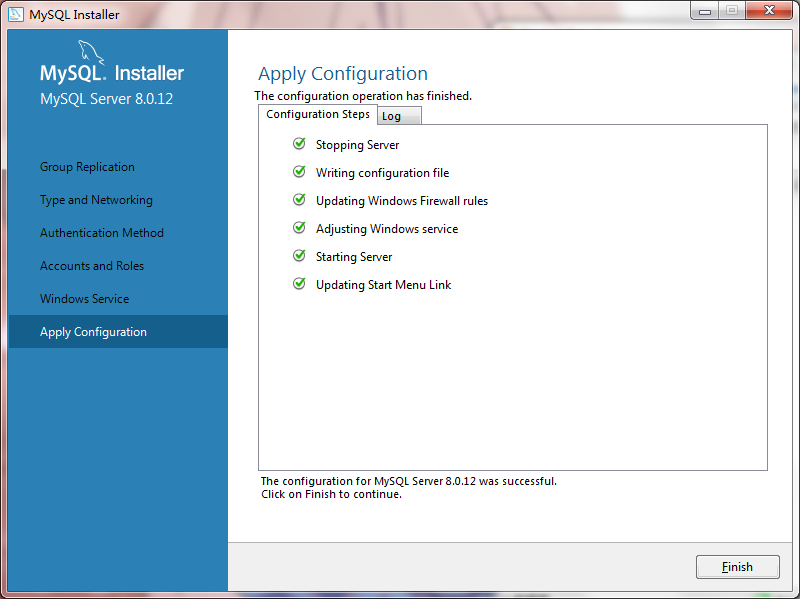 MySQL Installer
MySQL. Installer
MySQL Server 8.0.12
Group Replication
Type and Networking
Authentication Method
Accounts and Roles
Windows Service
Apply Configuration
Apply Configuration
The configuration operation has finished.
Configuration Steps Log
Stopping Server
Writing configuration file
Updating Windows Firewall rules
Adjusting Windows service
Starting Server
Updating Start Menu Link
The configuration for MySQL Server 8.0.12 was successful.
Click on Finish to continue.
Finish